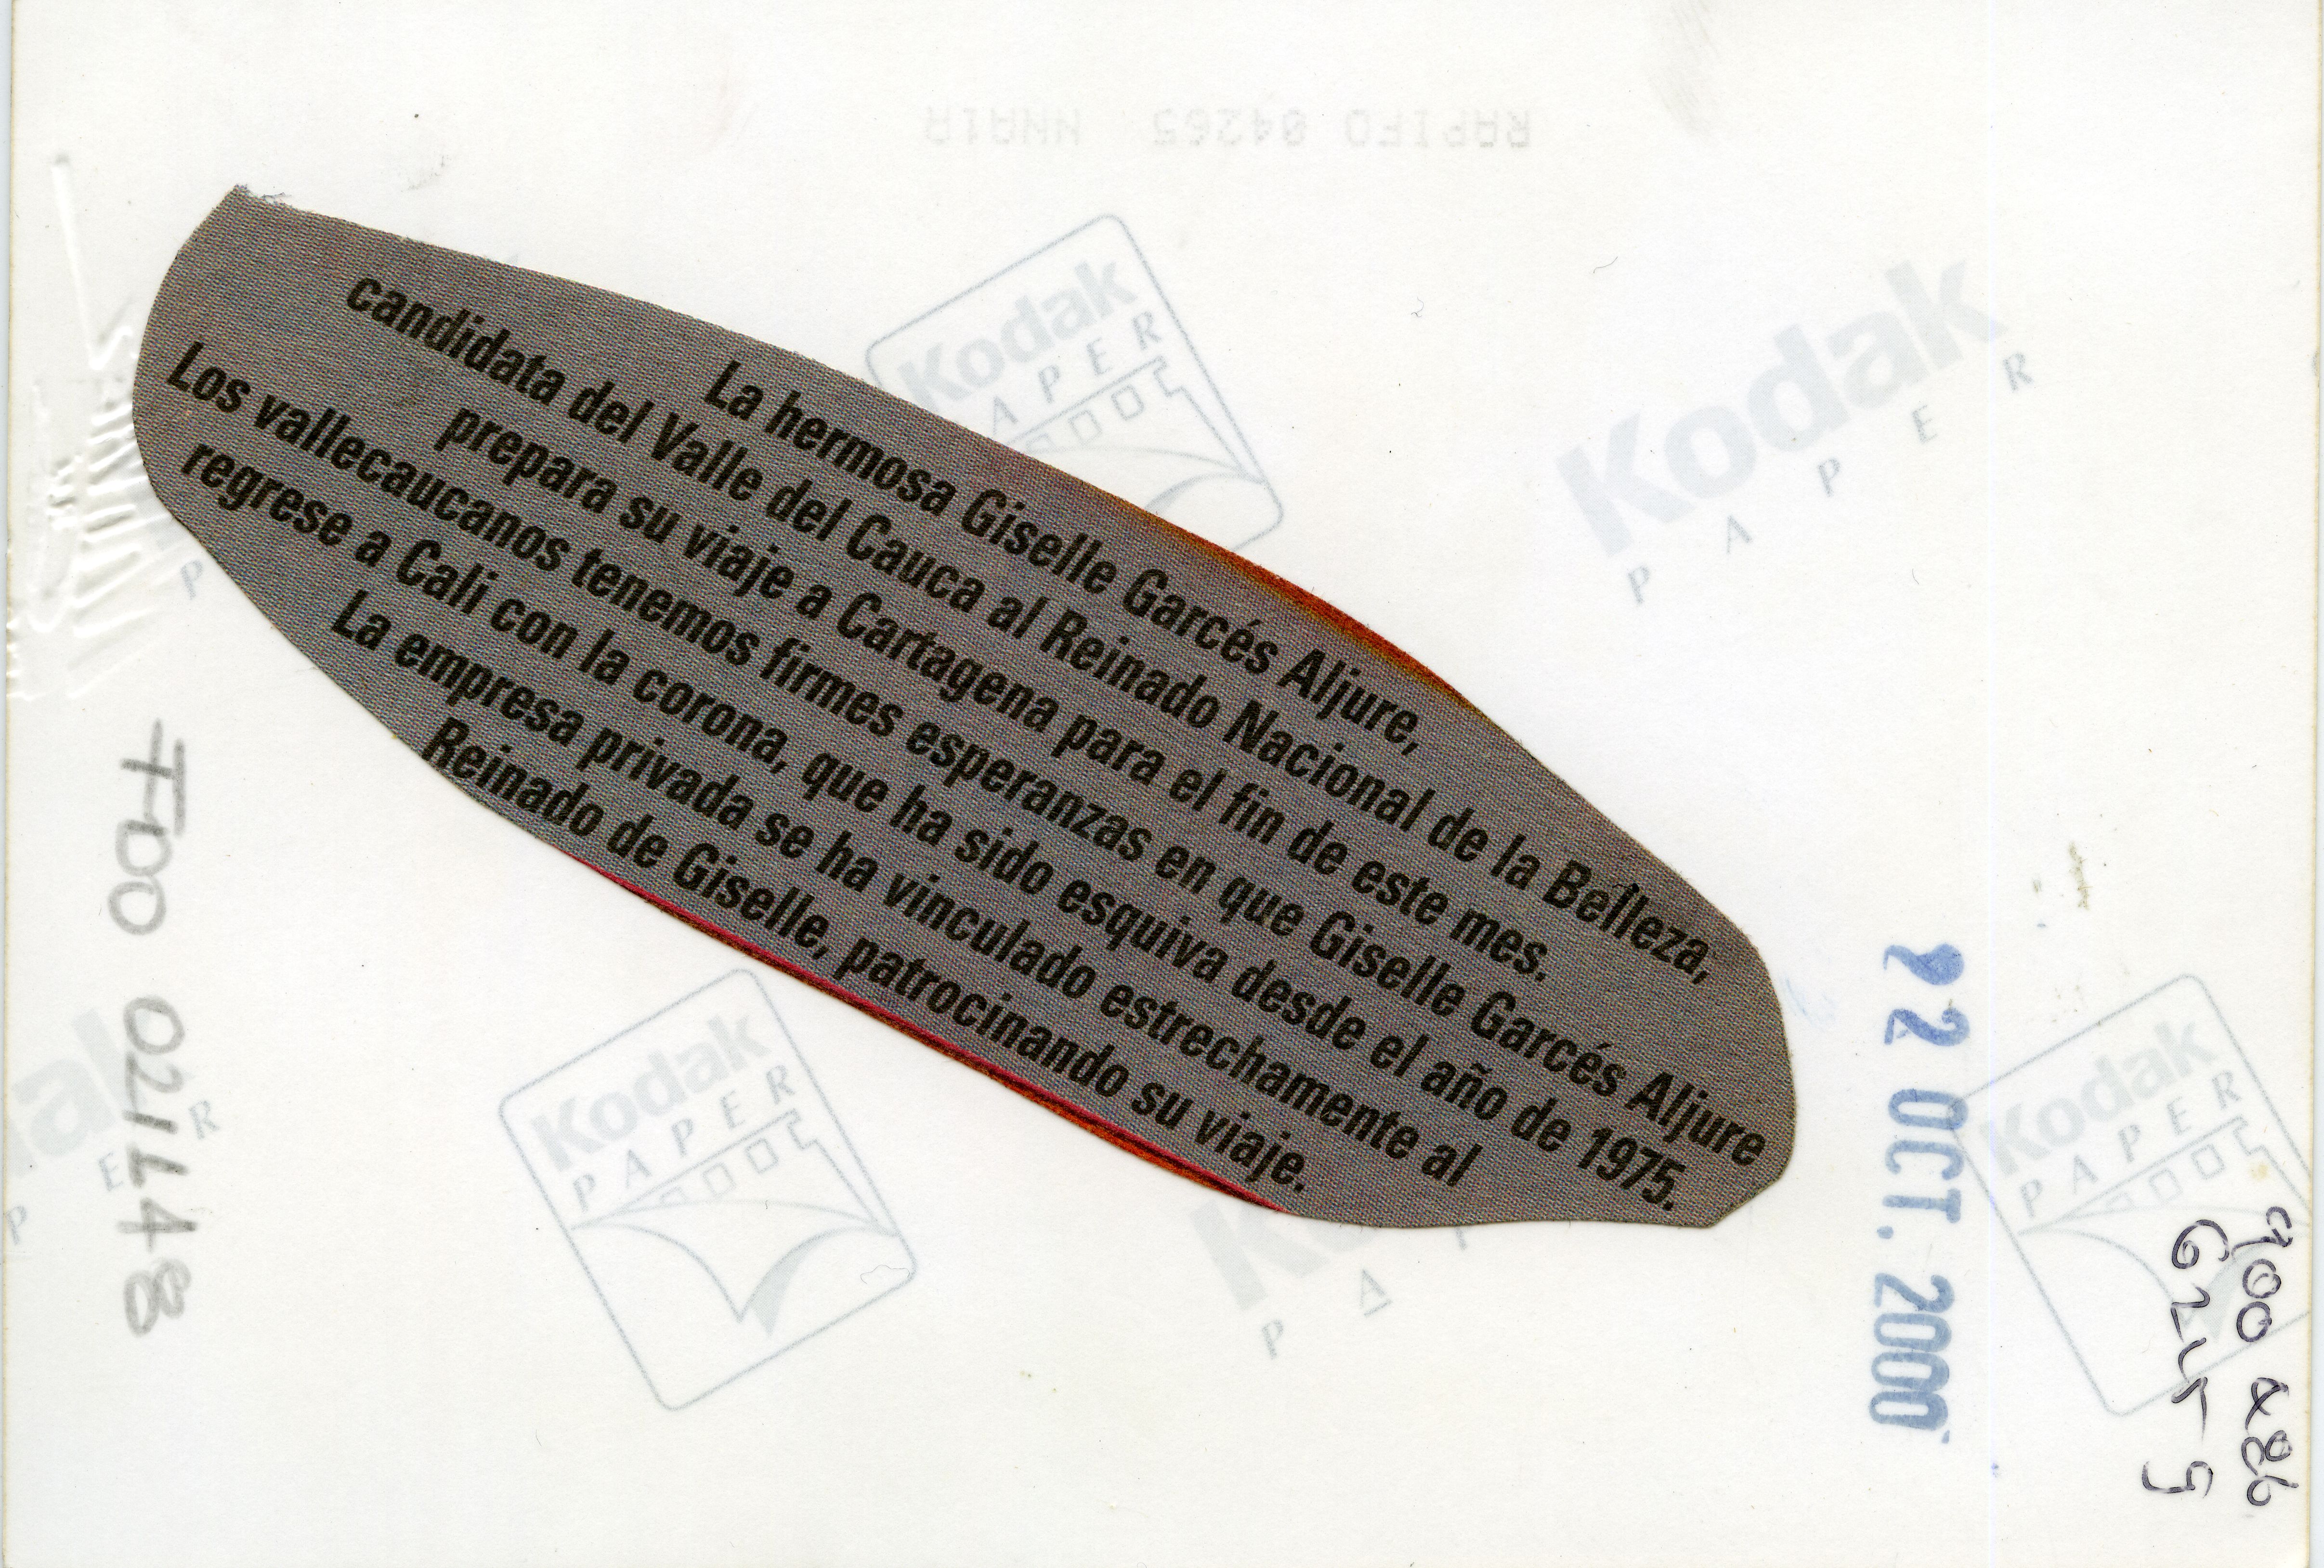 RAPIFO 04265 NNA1A
La hermosa Giselle Garcés Aljure,
candidata del Valle del Cauca al Reinado Nacional de la Belleza,
prepara su viaje a Cartagena para el fin de este mes.
Los vallecaucanos tenemos firmes esperanzas en que Giselle Garcés Aljure
regrese a Cali con la corona, que ha sido esquiva desde el año de 1975.
La empresa privada se ha vinculado estrechamente al
Reinado de Giselle, patrocinando su viaje.
Kodak
PAPER
Kodak
PAPER
Kodak
PAPER
Kodak
PAPER
22 OCT. 2000